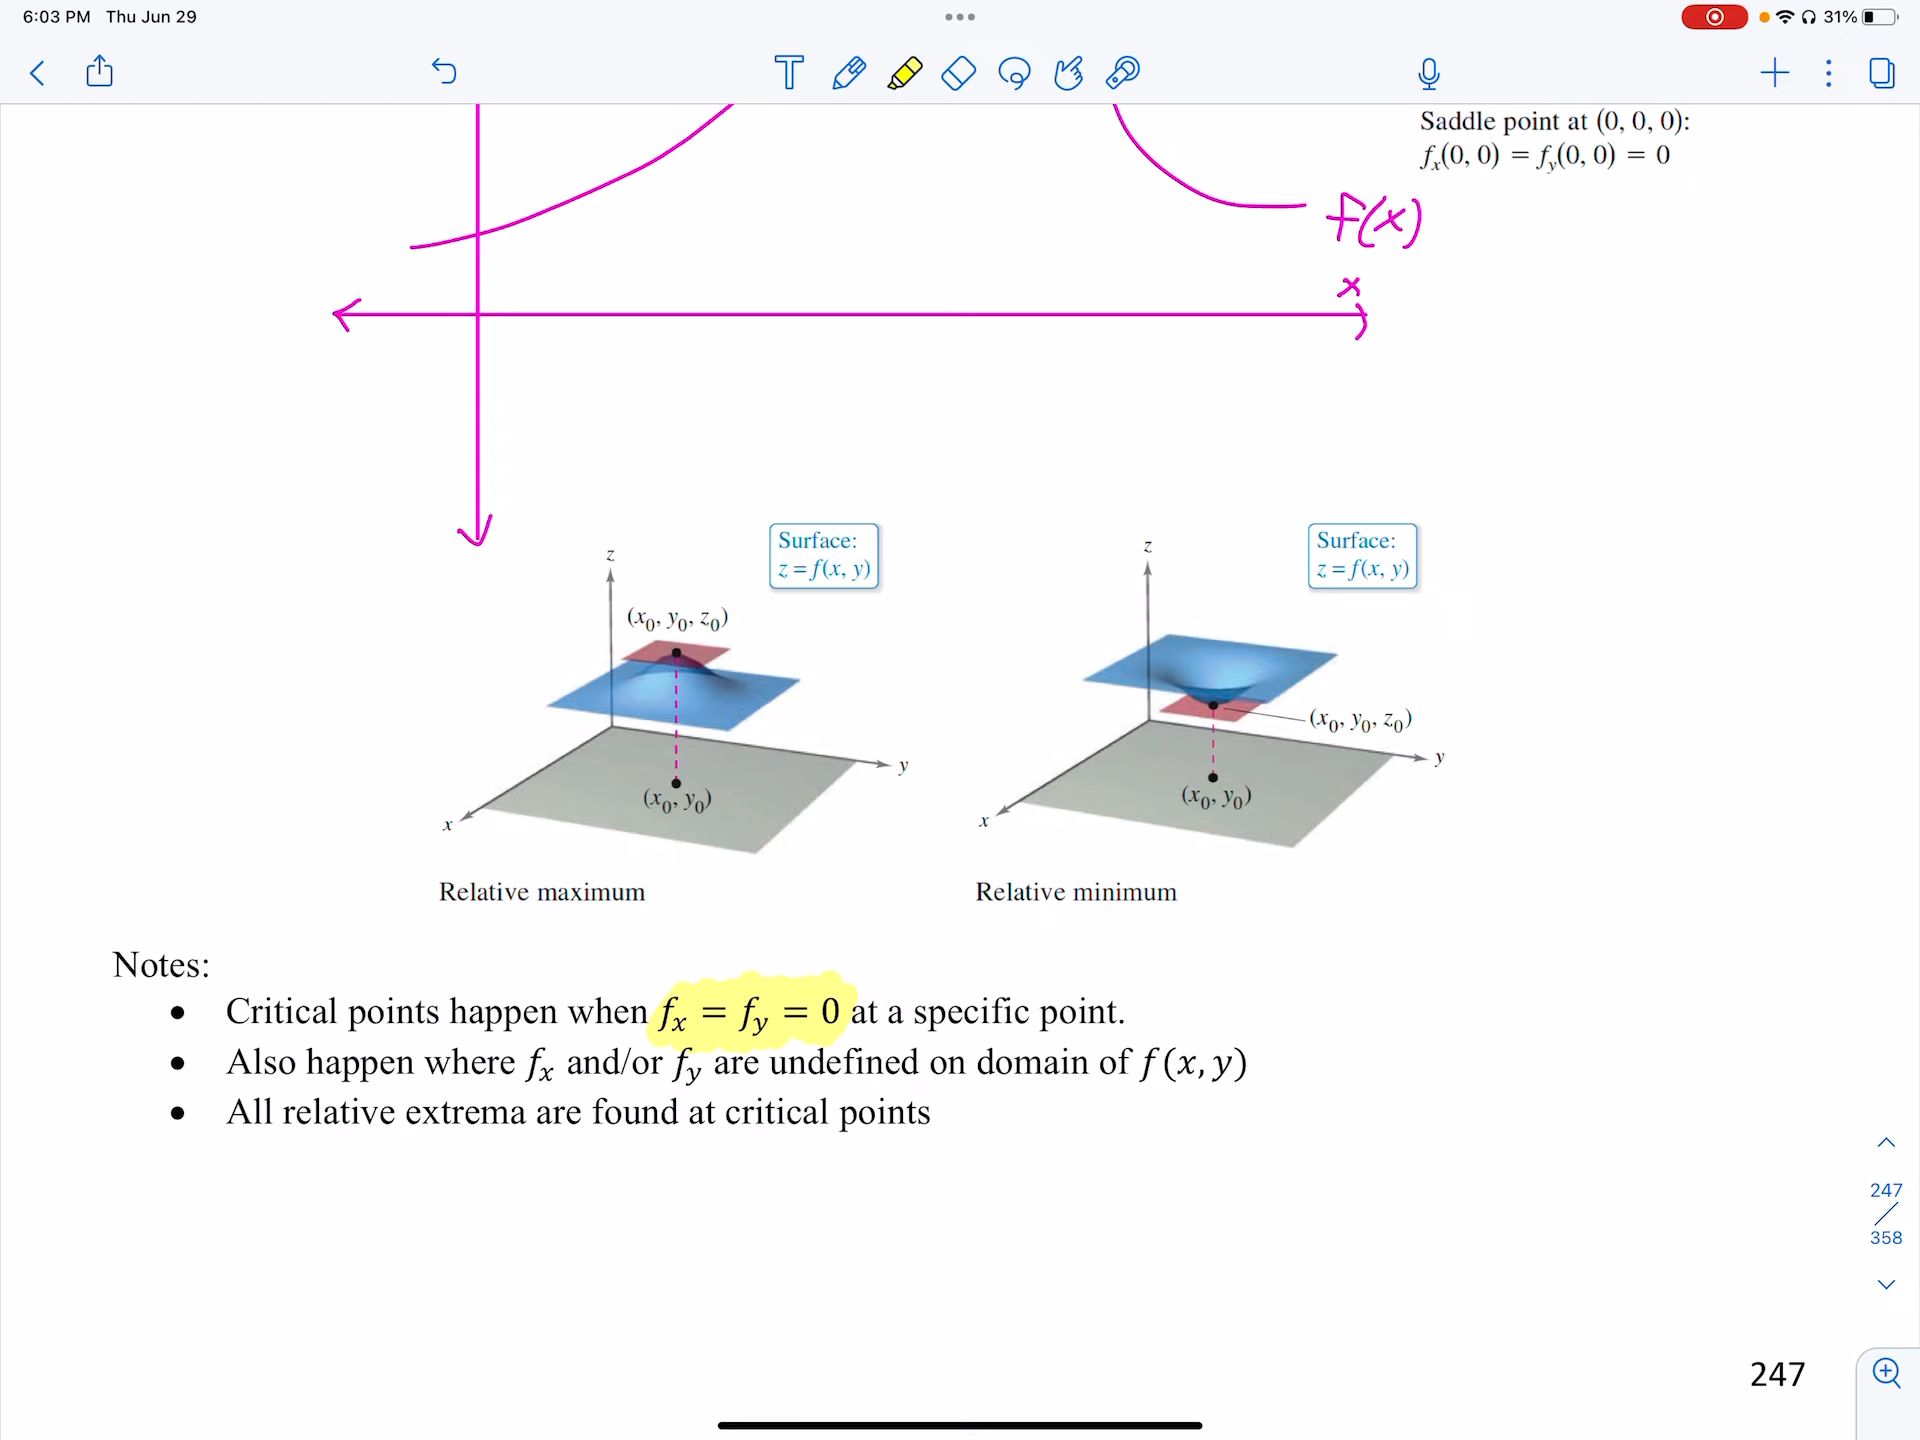 6:03 PM Thu Jun 29
31%
Saddle point at (0, 0, 0):
fₓ(0, 0) = f_y(0, 0) = 0
f(x)
x
Surface:
z = f(x, y)
z
(x₀, y₀, z₀)
y
(x₀, y₀)
x
Relative maximum
Surface:
z = f(x, y)
z
(x₀, y₀, z₀)
y
(x₀, y₀)
x
Relative minimum
Notes:
• Critical points happen when fₓ = f_y = 0 at a specific point.
• Also happen where fₓ and/or f_y are undefined on domain of f(x, y)
• All relative extrema are found at critical points
247
358
247